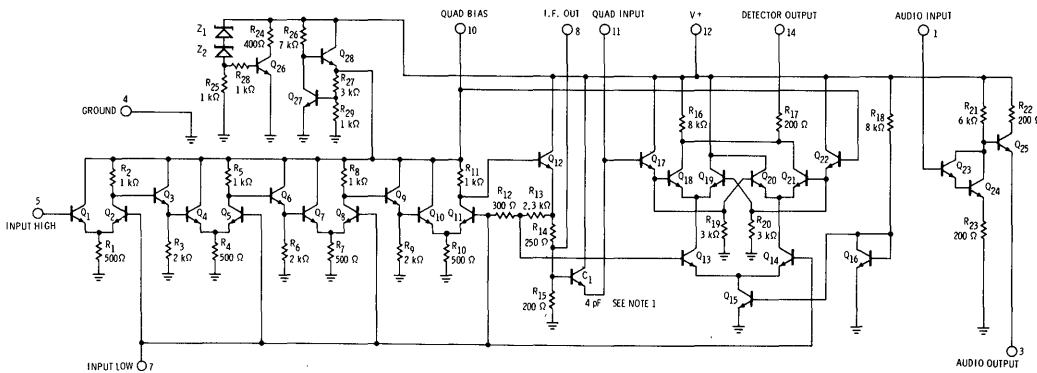 QUAD BIAS
10
I.F. OUT
8
QUAD INPUT
11
V+
12
DETECTOR OUTPUT
14
AUDIO INPUT
1
Z1
Z2
R24
400Ω
R26
7 kΩ
Q28
Q26
R25
1 kΩ
R28
1 kΩ
Q27
R27
3 kΩ
R29
1 kΩ
GROUND
4
R16
8 kΩ
R17
200 Ω
R18
8 kΩ
R21
6 kΩ
R22
200 Ω
Q25
Q12
Q17
Q18
Q19
Q20
Q21
Q22
Q23
Q24
5
INPUT HIGH
R2
1 kΩ
Q1
Q2
Q3
Q4
R5
1 kΩ
Q5
Q6
Q7
R8
1 kΩ
Q8
Q9
Q10
R11
1 kΩ
Q11
R12
300 Ω
R13
2.3 kΩ
R14
250 Ω
R19
3 kΩ
R20
3 kΩ
R23
200 Ω
R1
500Ω
R3
2 kΩ
R4
500 Ω
R6
2 kΩ
R7
500 Ω
R9
2 kΩ
R10
500 Ω
R15
200 Ω
C1
4 pF SEE NOTE 1
Q13
Q14
Q15
Q16
INPUT LOW
7
3
AUDIO OUTPUT